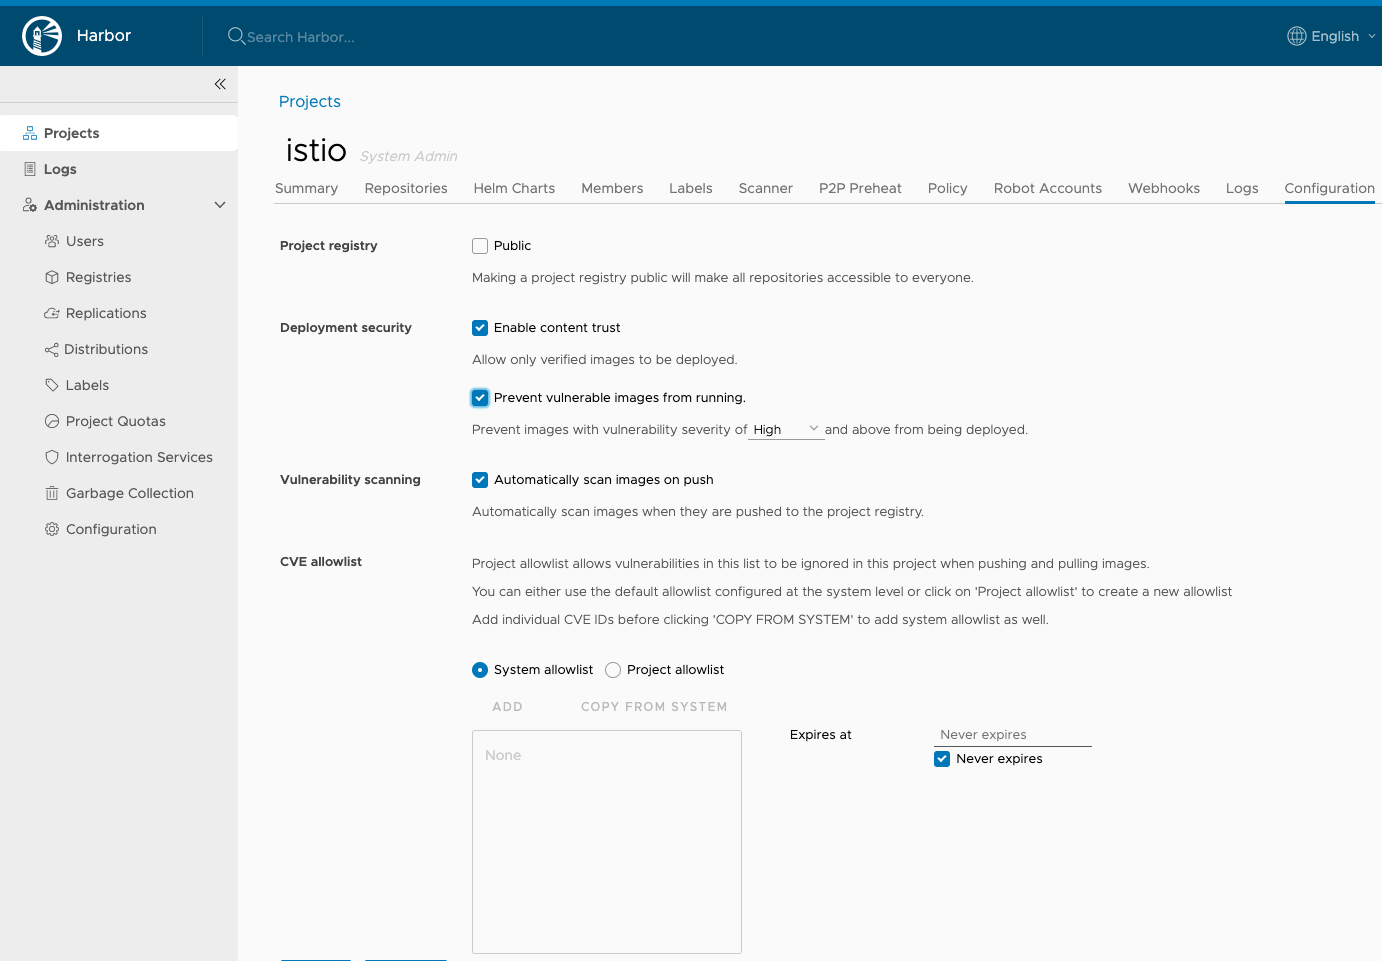 Harbor
Search Harbor...
English
Projects
Logs
Administration
Users
Registries
Replications
Distributions
Labels
Project Quotas
Interrogation Services
Garbage Collection
Configuration
Projects
istio System Admin
Summary Repositories Helm Charts Members Labels Scanner P2P Preheat Policy Robot Accounts Webhooks Logs Configuration
Project registry Public
Making a project registry public will make all repositories accessible to everyone.
Deployment security Enable content trust
Allow only verified images to be deployed.
Prevent vulnerable images from running.
Prevent images with vulnerability severity of High and above from being deployed.
Vulnerability scanning Automatically scan images on push
Automatically scan images when they are pushed to the project registry.
CVE allowlist Project allowlist allows vulnerabilities in this list to be ignored in this project when pushing and pulling images.
You can either use the default allowlist configured at the system level or click on 'Project allowlist' to create a new allowlist
Add individual CVE IDs before clicking 'COPY FROM SYSTEM' to add system allowlist as well.
System allowlist Project allowlist
ADD COPY FROM SYSTEM
None
Expires at Never expires
Never expires